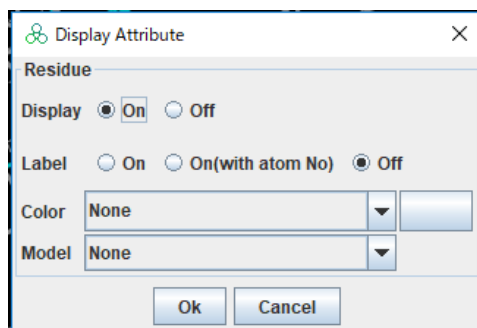 Display Attribute
Residue
Display On Off
Label On On(with atom No) Off
Color None
Model None
Ok Cancel